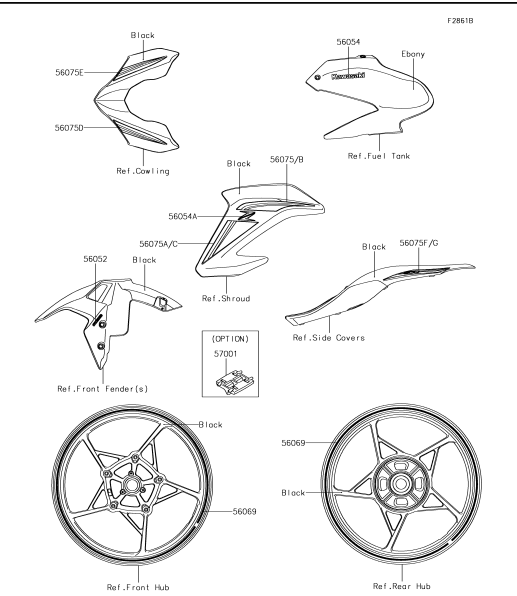 F2861B
Black
56075E
56075D
Ref.Cowling
56054
Ebony
Kawasaki
Ref.Fuel Tank
Black
56075/B
56054A
56075A/C
Ref.Shroud
56052
Black
Ref.Front Fender(s)
Black
56075F/G
Ref.Side Covers
(OPTION)
57001
Black
56069
Ref.Front Hub
56069
Black
Ref.Rear Hub